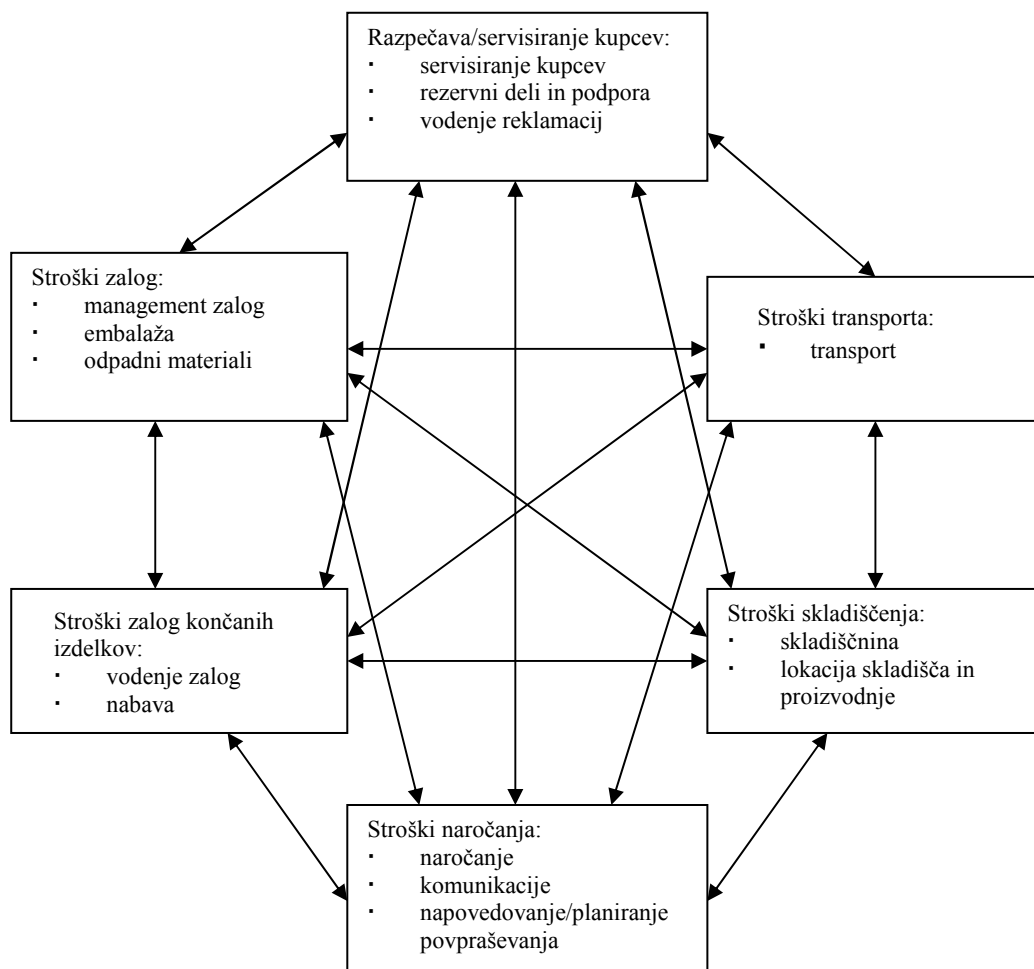 Razpečava/servisiranje kupcev:
▪ servisiranje kupcev
▪ rezervni deli in podpora
▪ vodenje reklamacij
Stroški zalog:
▪ management zalog
▪ embalaža
▪ odpadni materiali
Stroški transporta:
▪ transport
Stroški zalog končanih
izdelkov:
▪ vodenje zalog
▪ nabava
Stroški skladiščenja:
▪ skladiščnina
▪ lokacija skladišča in
proizvodnje
Stroški naročanja:
▪ naročanje
▪ komunikacije
▪ napovedovanje/planiranje
povpraševanja